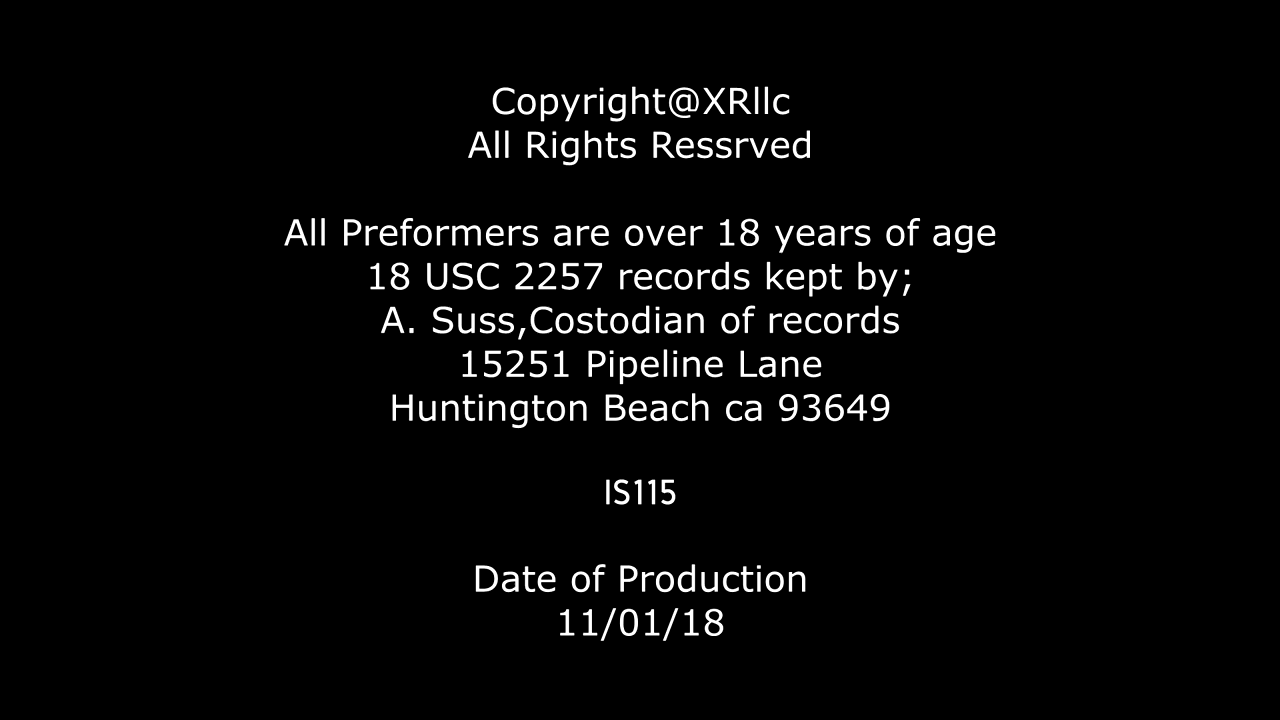 Copyright@XRllc
All Rights Ressrved
All Preformers are over 18 years of age
18 USC 2257 records kept by;
A. Suss,Costodian of records
15251 Pipeline Lane
Huntington Beach ca 93649
IS115
Date of Production
11/01/18